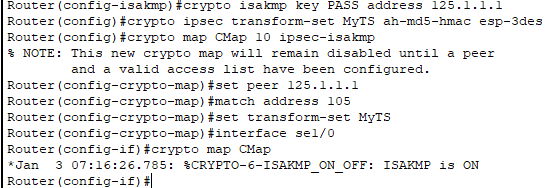 Router(config-isakmp)#crypto isakmp key PASS address 125.1.1.1
Router(config)#crypto ipsec transform-set MyTS ah-md5-hmac esp-3des
Router(config)#crypto map CMap 10 ipsec-isakmp
% NOTE: This new crypto map will remain disabled until a peer
        and a valid access list have been configured.
Router(config-crypto-map)#set peer 125.1.1.1
Router(config-crypto-map)#match address 105
Router(config-crypto-map)#set transform-set MyTS
Router(config-crypto-map)#interface se1/0
Router(config-if)#crypto map CMap
*Jan  3 07:16:26.785: %CRYPTO-6-ISAKMP_ON_OFF: ISAKMP is ON
Router(config-if)#